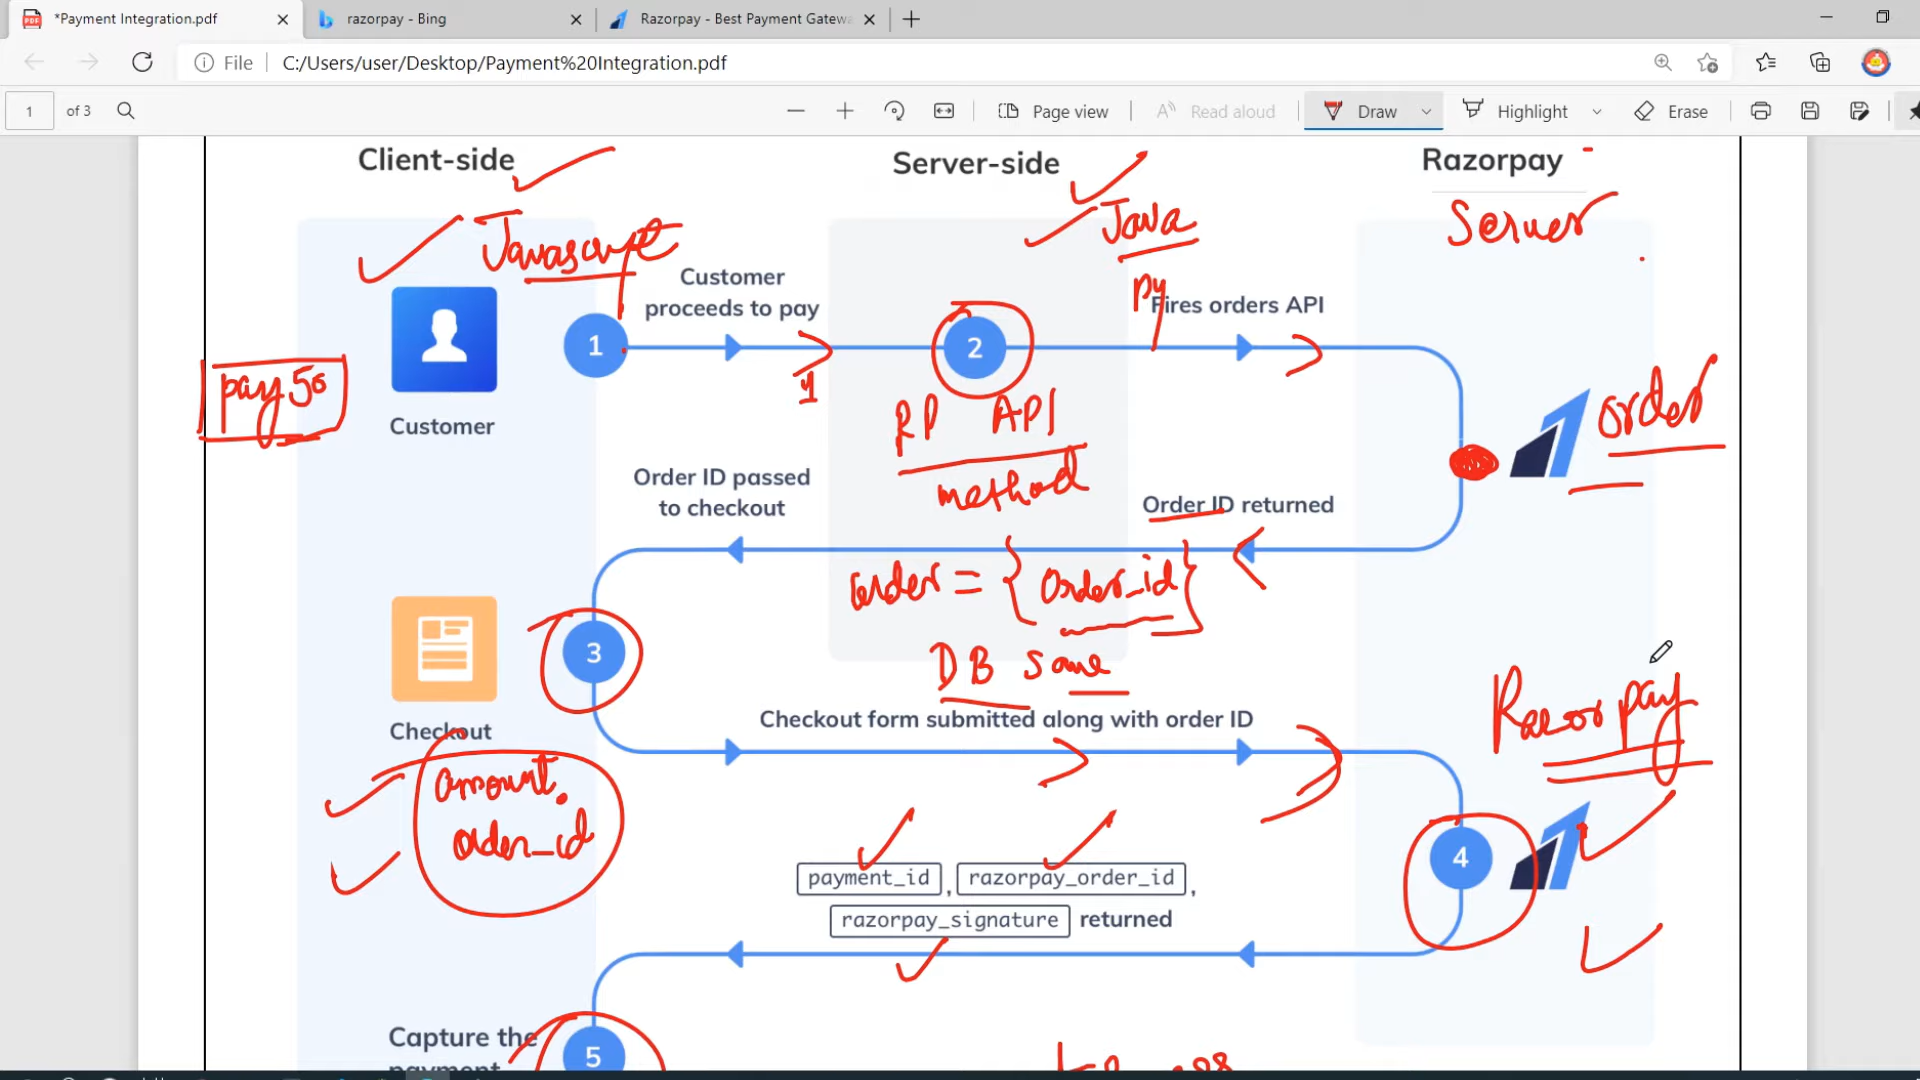 *Payment Integration.pdf
razorpay - Bing
Razorpay - Best Payment Gatew
File
C:/Users/user/Desktop/Payment%20Integration.pdf
1 of 3
Page view
Read aloud
Draw
Highlight
Erase
Client-side
Server-side
Razorpay
Javascript
Java
Server
Py
Customer
proceeds to pay
Fires orders API
1
2
1
pay 50
Customer
RP API
method
order
Order ID passed
to checkout
Order ID returned
order = { order_id }
3
DB save
Razorpay
Checkout
Checkout form submitted along with order ID
amount.
order_id
4
payment_id , razorpay_order_id ,
razorpay_signature returned
Capture the
payment
5